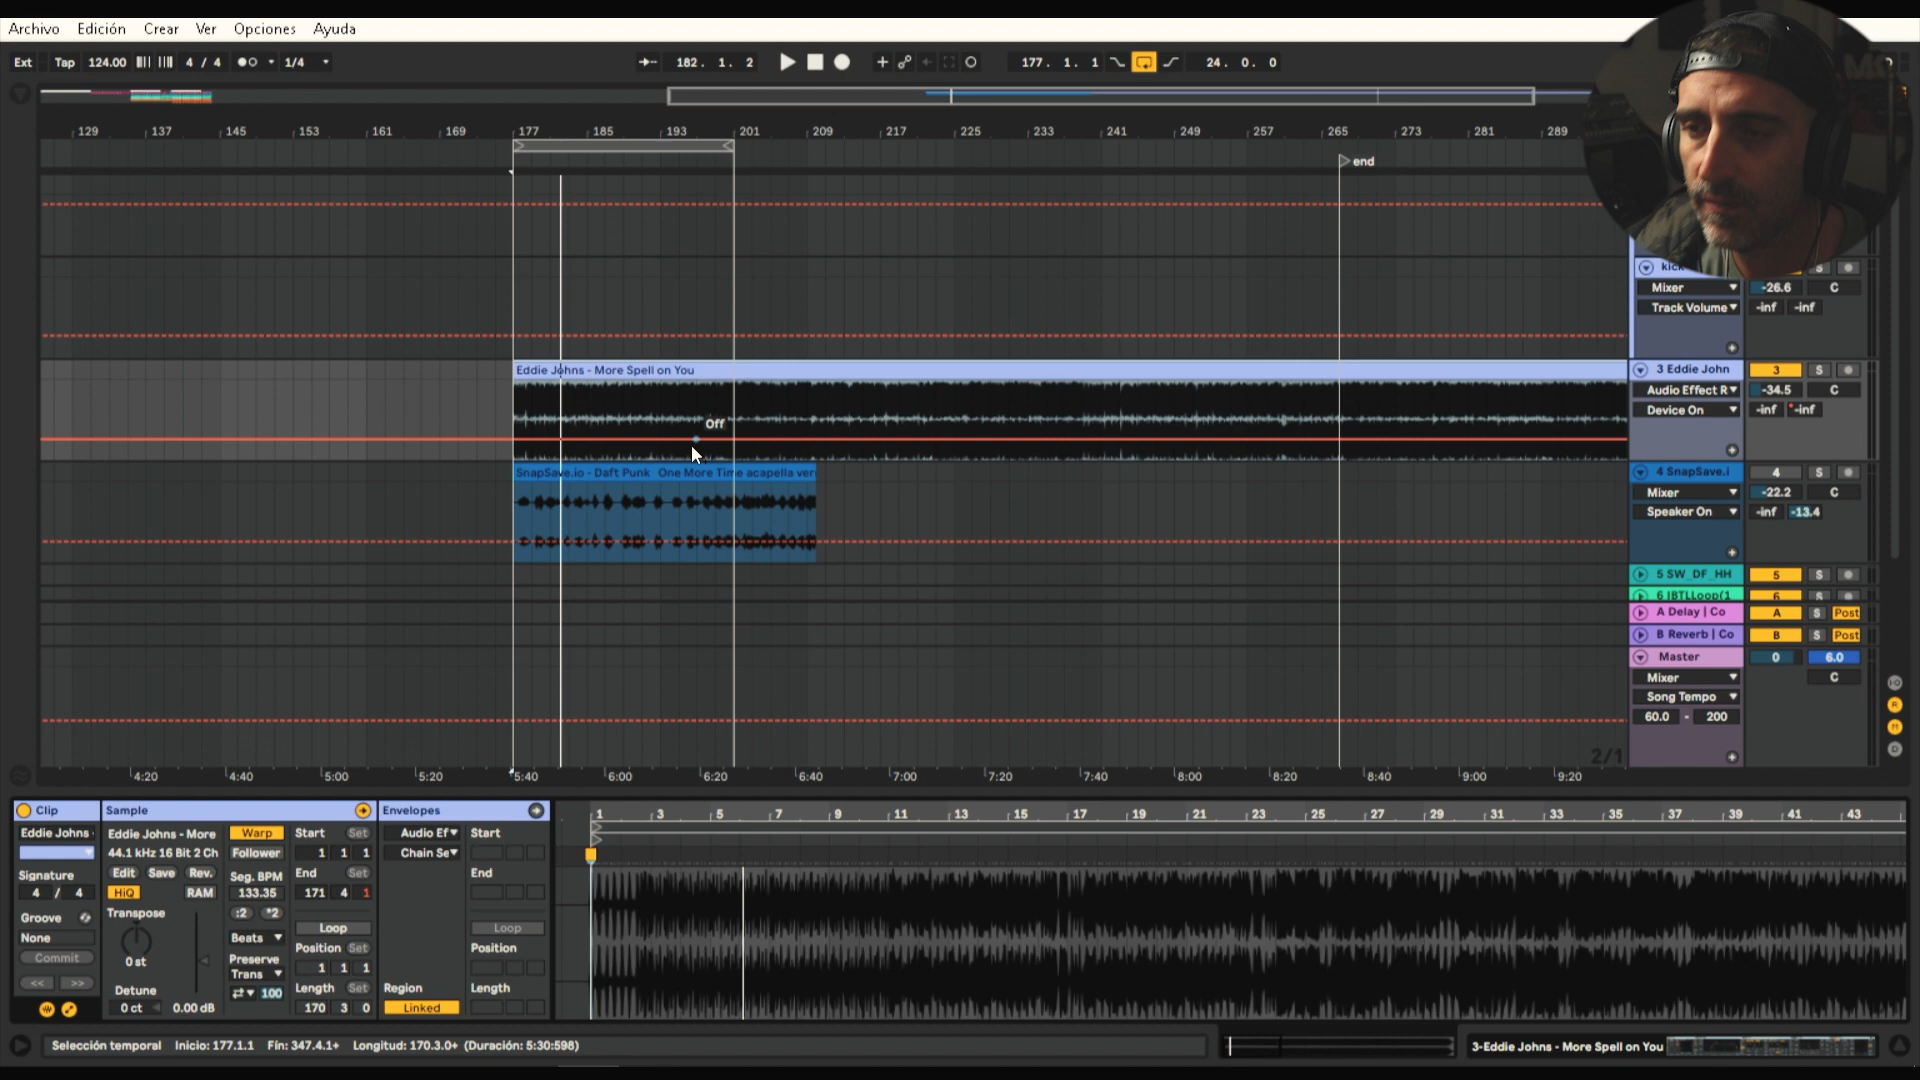 Archivo Edición Crear Ver Opciones Ayuda
Ext Tap 124.00 4 / 4 1/4 182. 1. 2 177. 1. 1 24. 0. 0
129 137 145 153 161 169 177 185 193 201 209 217 225 233 241 249 257 265 273 281 289
end
kick
Mixer -26.6 C
Track Volume -inf -inf
Eddie Johns - More Spell on You
3 Eddie John 3 S
Audio Effect R -34.5 C
Device On -inf -inf
Off
SnapSave.io - Daft Punk One More Time acapella ver
4 SnapSave.i 4 S
Mixer -22.2 C
Speaker On -inf -13.4
5 SW_DF_HH 5 S
6 IBTLLoop(1 6 S
A Delay | Co A S Post
B Reverb | Co B S Post
Master 0 6.0
Mixer C
Song Tempo
60.0 - 200
2/1
4:20 4:40 5:00 5:20 5:40 6:00 6:20 6:40 7:00 7:20 7:40 8:00 8:20 8:40 9:00 9:20
Clip Sample Envelopes
1 3 5 7 9 11 13 15 17 19 21 23 25 27 29 31 33 35 37 39 41 43
Eddie Johns Eddie Johns - More Warp Start Set Audio Ef Start
44.1 kHz 16 Bit 2 Ch Follower 1 1 1 Chain Se
Signature Edit Save Rev. Seg. BPM End Set End
4 / 4 HiQ RAM 133.35 171 4 1
Groove Transpose :2 *2 Loop Loop
None Beats Position Set Position
Commit 0 st Preserve 1 1 1
<< >> Trans Length Set Region Length
Detune 100
0 ct 0.00 dB 170 3 0 Linked
Selección temporal Inicio: 177.1.1 Fín: 347.4.1+ Longitud: 170.3.0+ (Duración: 5:30:598)
3-Eddie Johns - More Spell on You